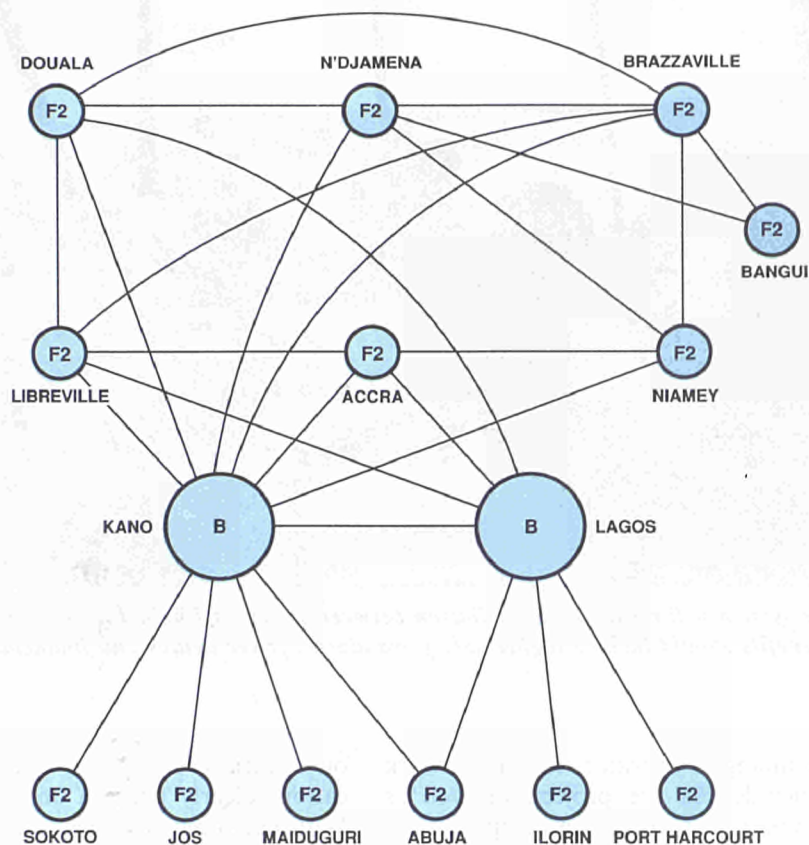 DOUALA
N'DJAMENA
BRAZZAVILLE
F2
F2
F2
F2
BANGUI
F2
F2
F2
LIBREVILLE
ACCRA
NIAMEY
KANO
B
B
LAGOS
F2
F2
F2
F2
F2
F2
SOKOTO
JOS
MAIDUGURI
ABUJA
ILORIN
PORT HARCOURT